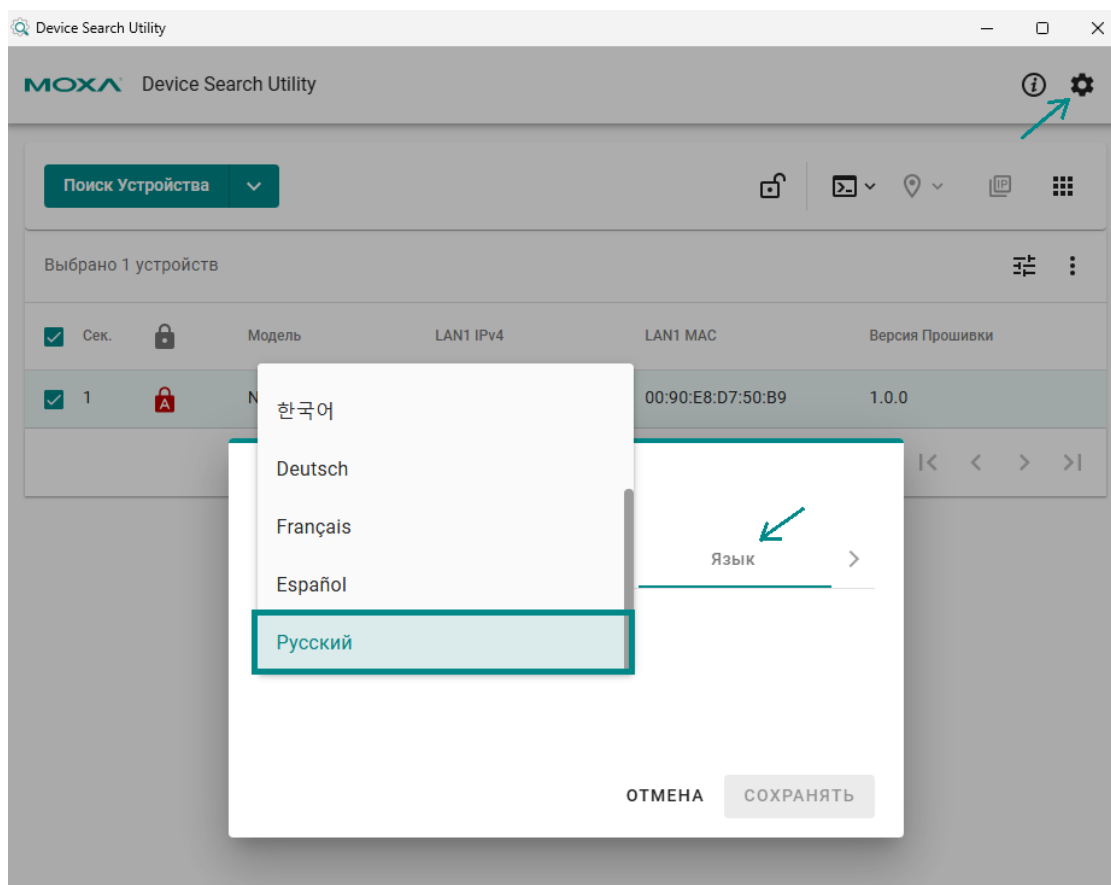 Device Search Utility
MOXA Device Search Utility
Поиск Устройства
IP
Выбрано 1 устройств
Сек. Модель LAN1 IPv4 LAN1 MAC Версия Прошивки
1 A N 00:90:E8:D7:50:B9 1.0.0
한국어
Deutsch
Français
Español
Русский
Язык
ОТМЕНА СОХРАНЯТЬ